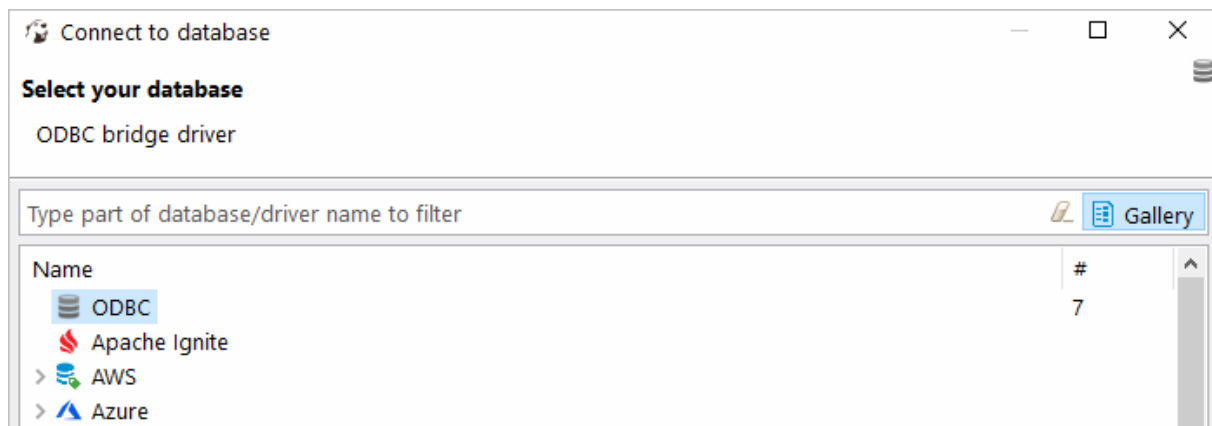 Connect to database
Select your database
ODBC bridge driver
Type part of database/driver name to filter Gallery
Name #
ODBC 7
Apache Ignite
AWS
Azure